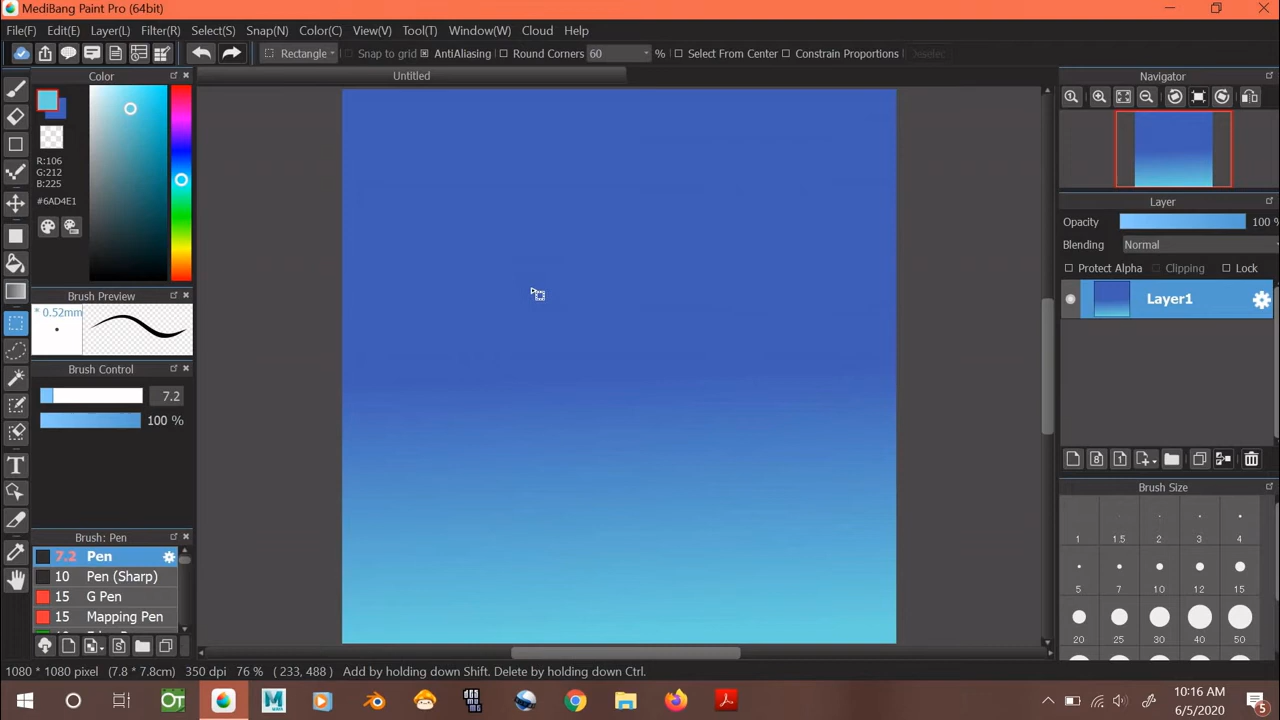 MediBang Paint Pro (64bit)
File(F) Edit(E) Layer(L) Filter(R) Select(S) Snap(N) Color(C) View(V) Tool(T) Window(W) Cloud Help
Rectangle Snap to grid AntiAliasing Round Corners 60 % Select From Center Constrain Proportions Deselec
Color
Untitled
Navigator
R:106
G:212
B:225
#6AD4E1
Layer
Opacity 100 %
Blending Normal
Protect Alpha Clipping Lock
Layer1
Brush Preview
* 0.52mm
Brush Control
7.2
100 %
Brush: Pen
7.2 Pen
10 Pen (Sharp)
15 G Pen
15 Mapping Pen
Brush Size
1 1.5 2 3 4
5 7 10 12 15
20 25 30 40 50
1080 * 1080 pixel (7.8 * 7.8cm) 350 dpi 76 % ( 233, 488 ) Add by holding down Shift. Delete by holding down Ctrl.
10:16 AM
6/5/2020
5